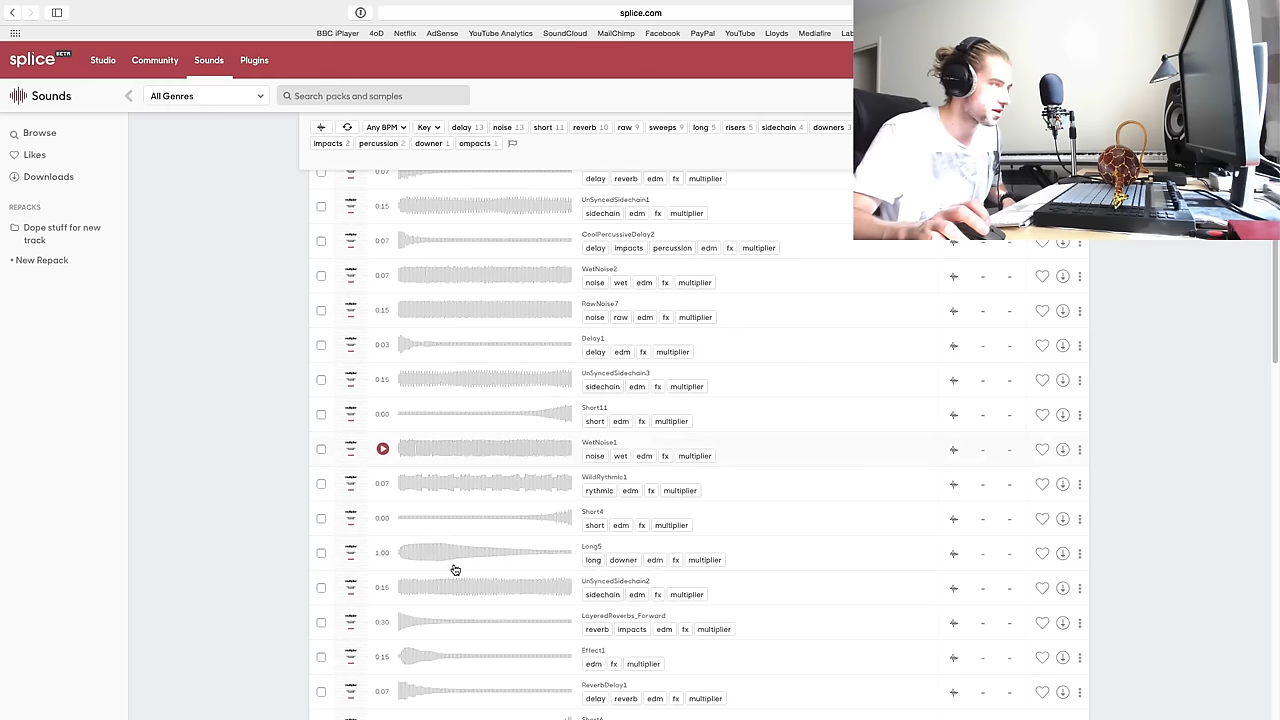 splice.com
BBC iPlayer 4oD Netflix AdSense YouTube Analytics SoundCloud MailChimp Facebook PayPal YouTube Lloyds Mediafire
splice BETA Studio Community Sounds Plugins
Sounds All Genres Search packs and samples
Any BPM Key delay 13 noise 13 short 11 reverb 10 raw 9 sweeps 9 long 5 risers 5 sidechain 4 downers 3
impacts 2 percussion 2 downer 1 ompacts 1
Browse
Likes
Downloads
REPACKS
Dope stuff for new
track
+ New Repack
0:07 delay reverb edm fx multiplier
UnSyncedSidechain1
0:15 sidechain edm fx multiplier
CoolPercussiveDelay2
0:07 delay impacts percussion edm fx multiplier
WetNoise2
0:07 noise wet edm fx multiplier
RawNoise7
0:15 noise raw edm fx multiplier
Delay1
0:03 delay edm fx multiplier
UnSyncedSidechain3
0:15 sidechain edm fx multiplier
Short11
0:00 short edm fx multiplier
WetNoise1
noise wet edm fx multiplier
WildRythmic1
0:07 rythmic edm fx multiplier
Short4
0:00 short edm fx multiplier
Long5
1:00 long downer edm fx multiplier
UnSyncedSidechain2
0:15 sidechain edm fx multiplier
LayeredReverbs_Forward
0:30 reverb impacts edm fx multiplier
Effect1
0:15 edm fx multiplier
ReverbDelay1
0:07 delay reverb edm fx multiplier